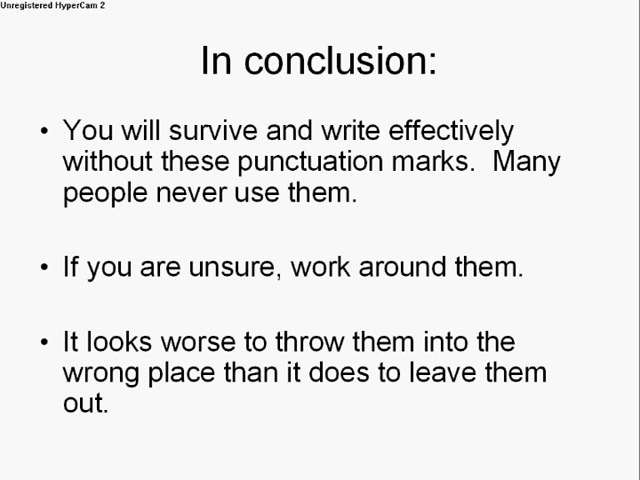 Unregistered HyperCam 2
In conclusion:
• You will survive and write effectively
without these punctuation marks.  Many
people never use them.
• If you are unsure, work around them.
• It looks worse to throw them into the
wrong place than it does to leave them
out.